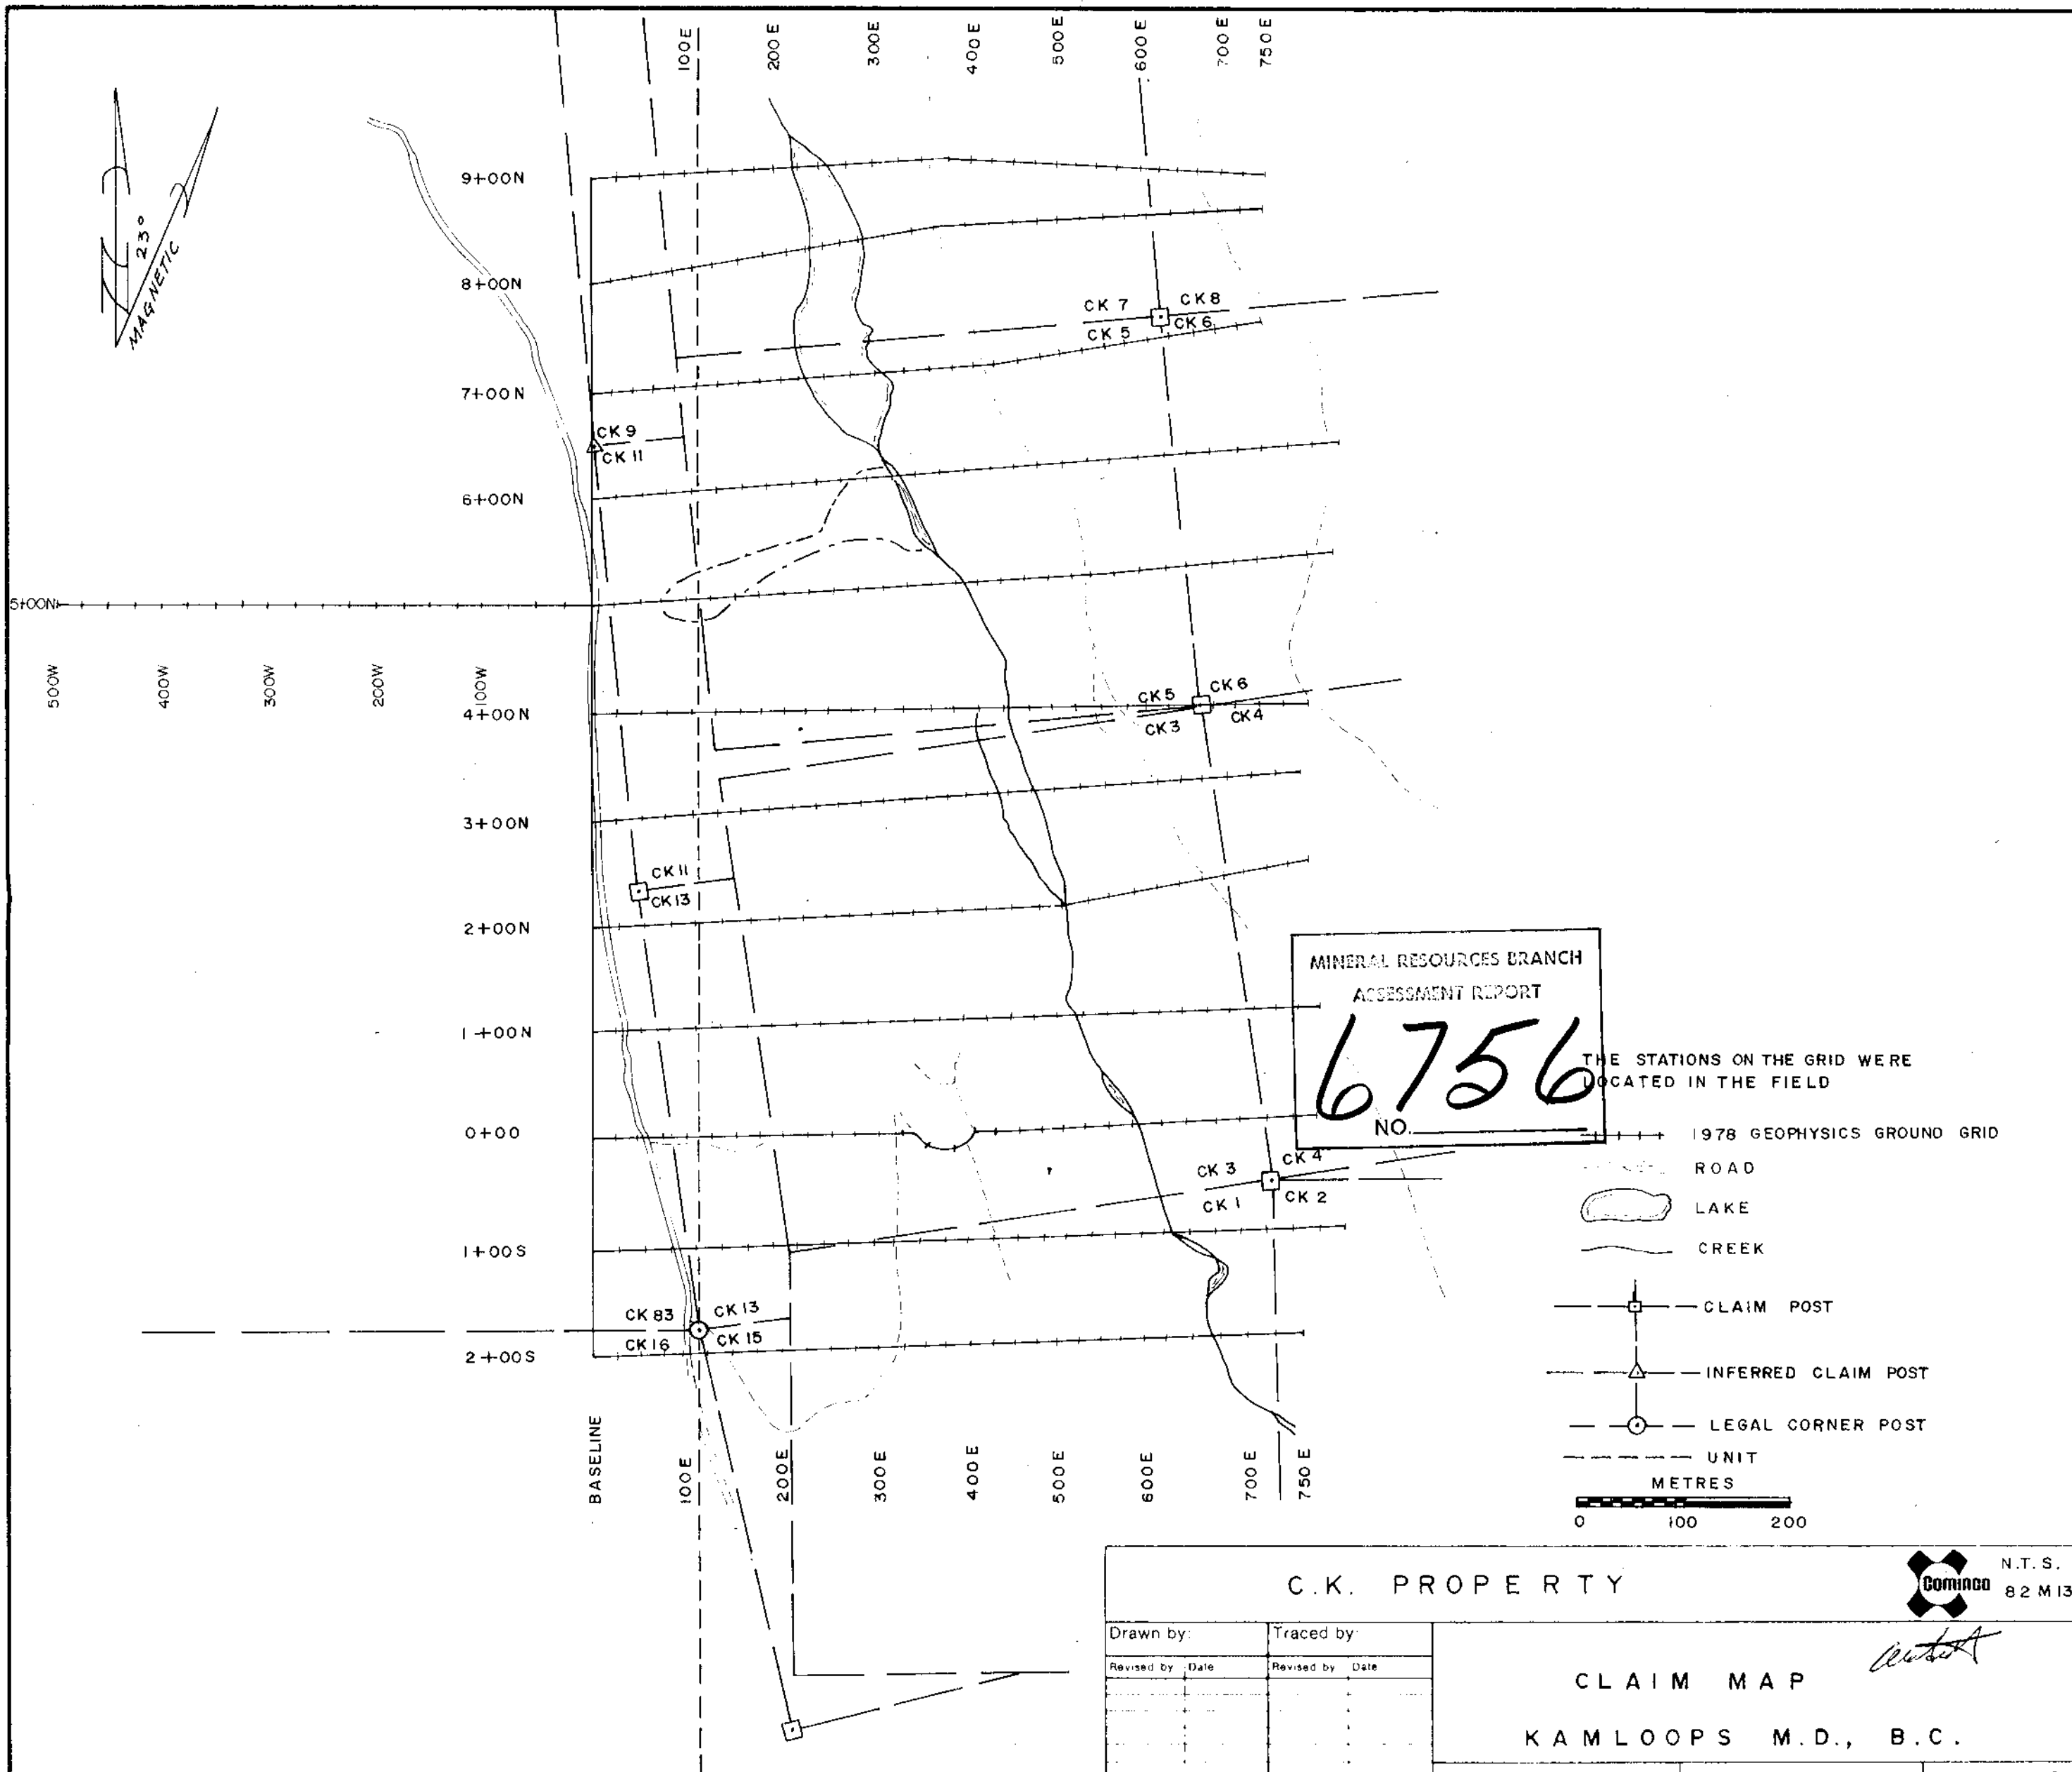 100E
200E
300E
400E
500E
600E
700E
750E
23°
MAGNETIC
9+00N
8+00N
CK 7 CK 8
CK 5 CK 6
7+00N
CK 9
CK 11
6+00N
5+00N
500W
400W
300W
200W
100W
CK 5 CK 6
CK 3 CK 4
4+00N
3+00N
CK 11
CK 13
2+00N
MINERAL RESOURCES BRANCH
ASSESSMENT REPORT
6756
NO.
1+00N
THE STATIONS ON THE GRID WERE
LOCATED IN THE FIELD
0+00
1978 GEOPHYSICS GROUND GRID
ROAD
LAKE
CREEK
CK 3 CK 4
CK 1 CK 2
1+00S
CLAIM POST
CK 83 CK 13
CK 16 CK 15
2+00S
INFERRED CLAIM POST
LEGAL CORNER POST
UNIT
METRES
0 100 200
BASELINE
100E
200E
300E
400E
500E
600E
700E
750E
C.K. PROPERTY
Cominco
N.T.S.
82 M 13
Drawn by: Traced by:
Revised by Date Revised by Date
CLAIM MAP
KAMLOOPS M.D., B.C.